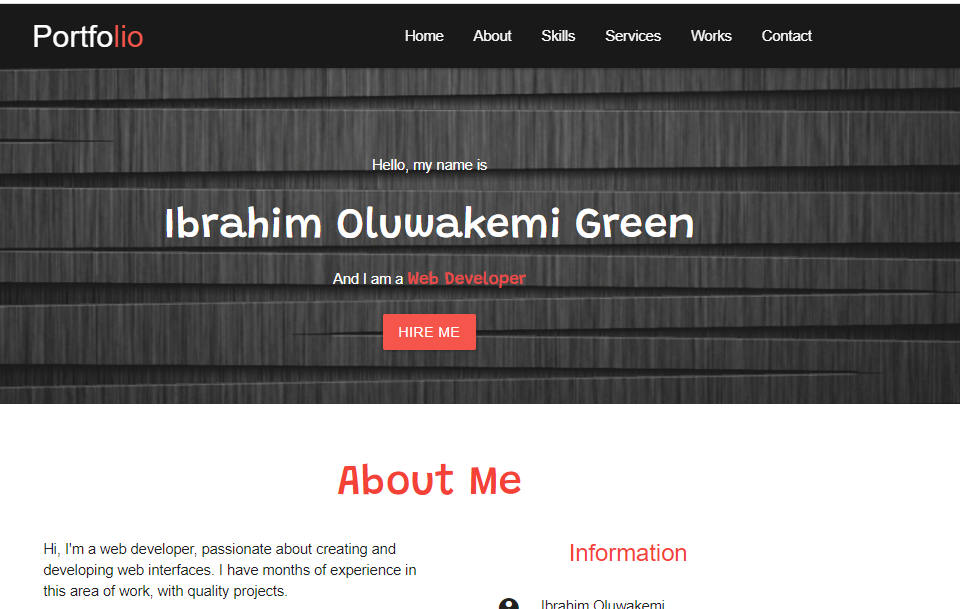 Portfolio
Home About Skills Services Works Contact
Hello, my name is
Ibrahim Oluwakemi Green
And I am a Web Developer
HIRE ME
About Me
Hi, I'm a web developer, passionate about creating and
developing web interfaces. I have months of experience in
this area of work, with quality projects.
Information
Ibrahim Oluwakemi